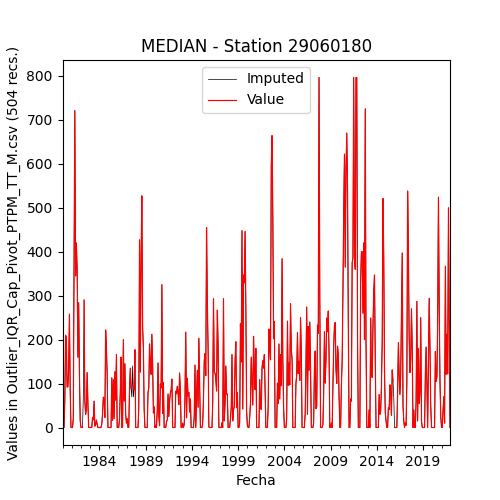 MEDIAN - Station 29060180
Imputed
Value
Values in Outlier_IQR_Cap_Pivot_PTPM_TT_M.csv (504 recs.)
800
700
600
500
400
300
200
100
0
1984 1989 1994 1999 2004 2009 2014 2019
Fecha